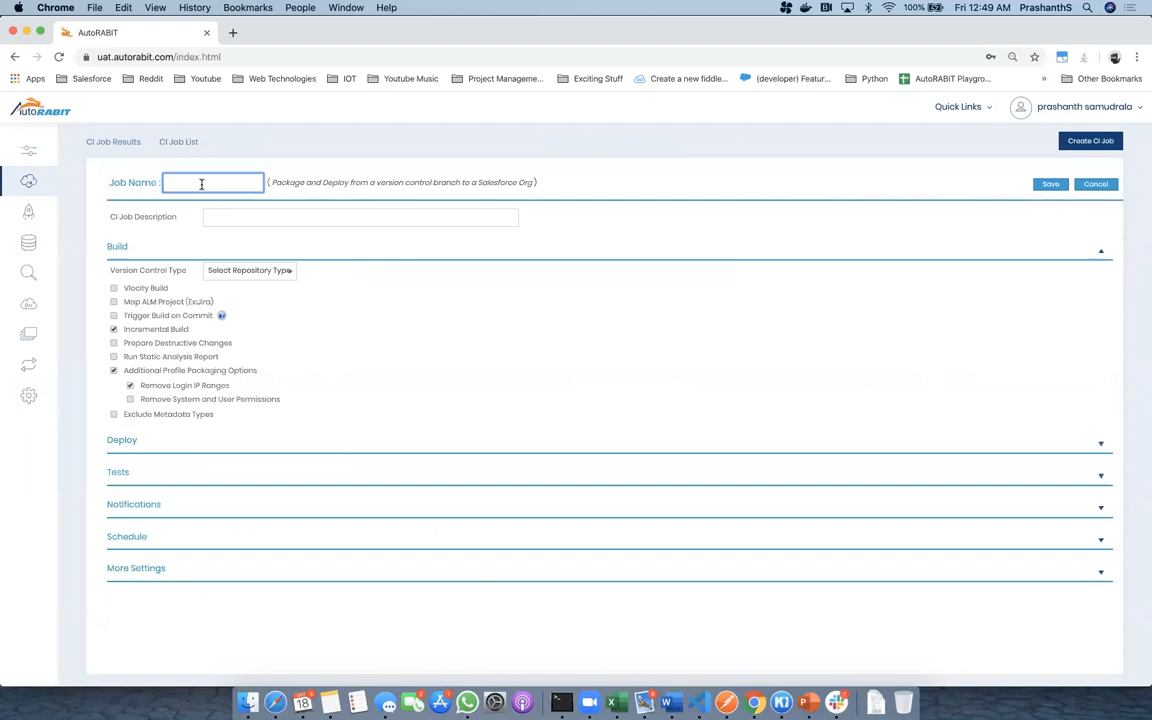 Chrome File Edit View History Bookmarks People Window Help 100% Fri 12:49 AM PrashanthS
AutoRABIT
uat.autorabit.com/index.html
Apps Salesforce Reddit Youtube Web Technologies IOT Youtube Music Project Manageme... Exciting Stuff Create a new fiddle... (developer) Featur... Python AutoRABIT Playgro... » Other Bookmarks
AutoRABIT Quick Links prashanth samudrala
CI Job Results CI Job List Create CI Job
Job Name : ( Package and Deploy from a version control branch to a Salesforce Org ) Save Cancel
CI Job Description
Build
Version Control Type Select Repository Type
Vlocity Build
Map ALM Project (Ex:Jira)
Trigger Build on Commit
Incremental Build
Prepare Destructive Changes
Run Static Analysis Report
Additional Profile Packaging Options
Remove Login IP Ranges
Remove System and User Permissions
Exclude Metadata Types
Deploy
Tests
Notifications
Schedule
More Settings
18